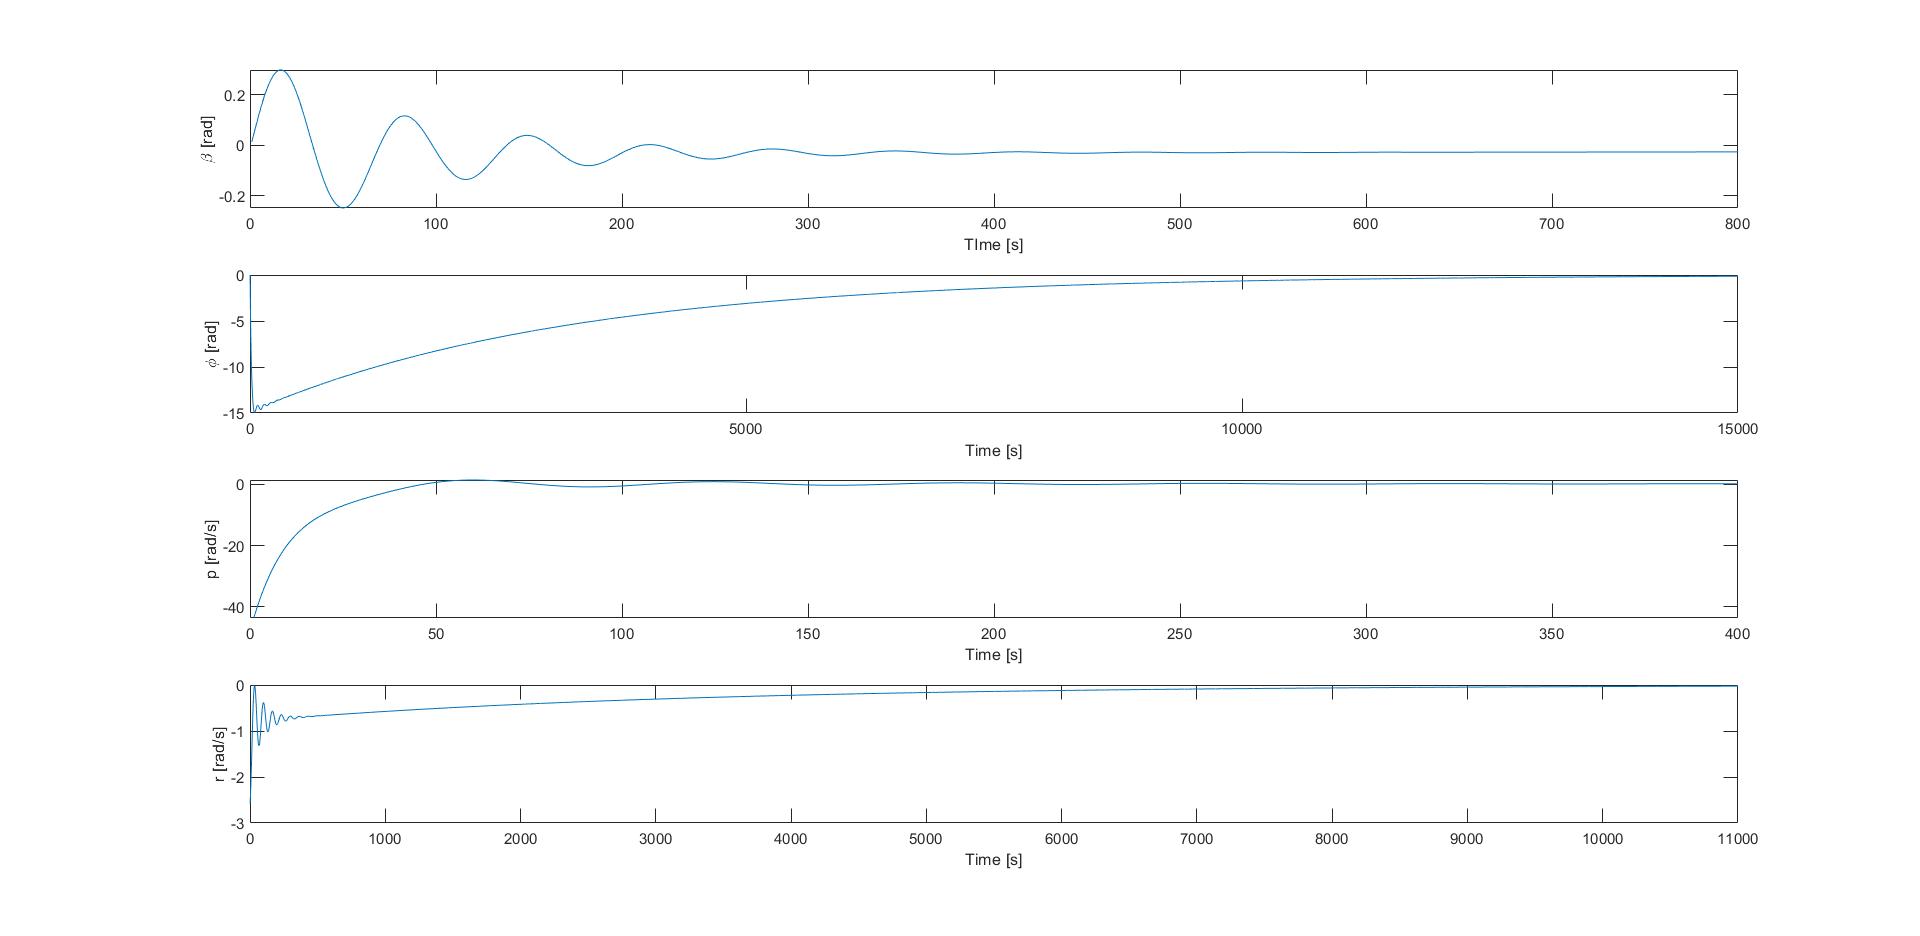 0.2
0
-0.2
β [rad]
0 100 200 300 400 500 600 700 800
TIme [s]
0
-5
-10
-15
ϕ [rad]
0 5000 10000 15000
Time [s]
0
-20
-40
p [rad/s]
0 50 100 150 200 250 300 350 400
Time [s]
0
-1
-2
-3
r [rad/s]
0 1000 2000 3000 4000 5000 6000 7000 8000 9000 10000 11000
Time [s]